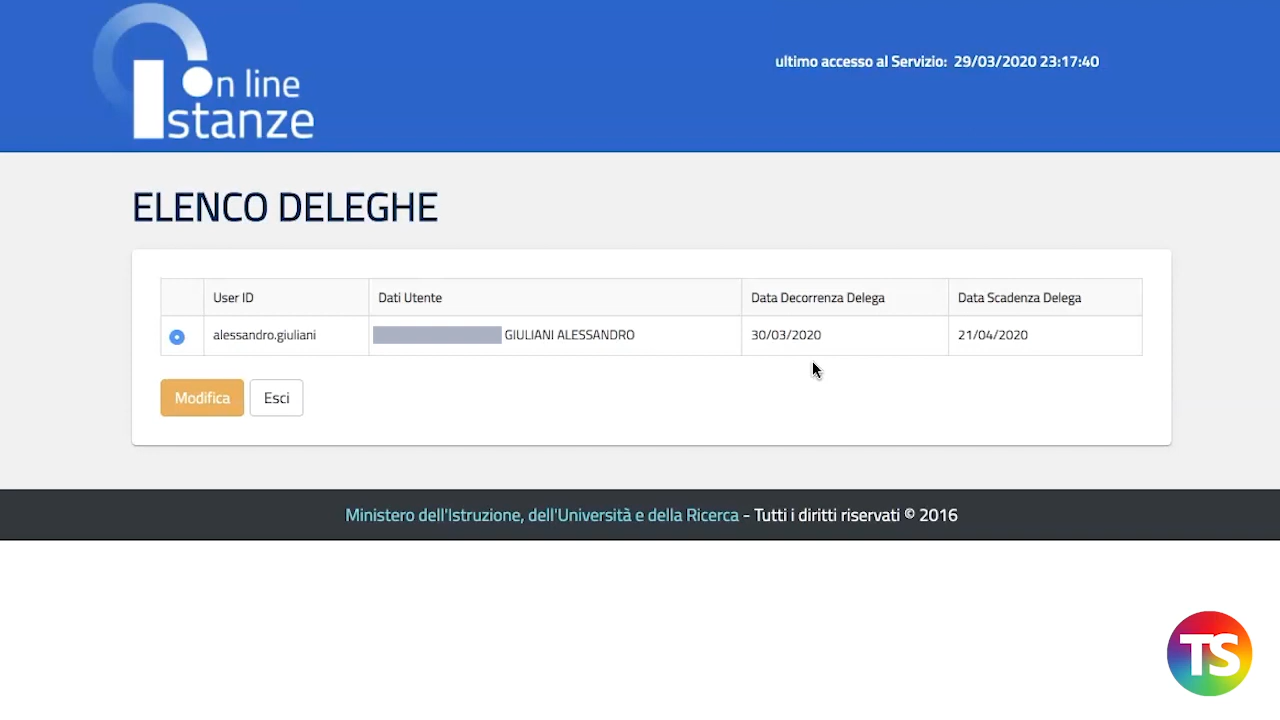 On line
Istanze
ultimo accesso al Servizio: 29/03/2020 23:17:40
ELENCO DELEGHE
User ID Dati Utente Data Decorrenza Delega Data Scadenza Delega
alessandro.giuliani GIULIANI ALESSANDRO 30/03/2020 21/04/2020
Modifica Esci
Ministero dell'Istruzione, dell'Università e della Ricerca - Tutti i diritti riservati © 2016
TS